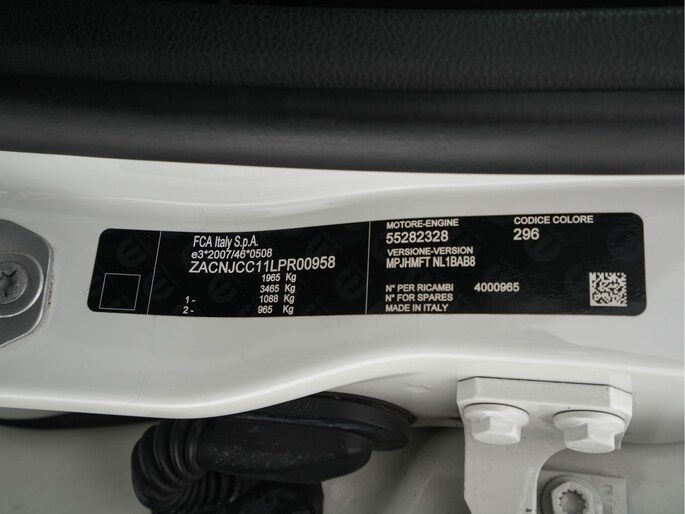 FCA Italy S.p.A.
e3*2007/46*0508
ZACNJCC11LPR00958
1965 Kg
3465 Kg
1- 1088 Kg
2- 965 Kg
MOTORE-ENGINE
55282328
VERSIONE-VERSION
MPJHMFT NL1BAB8
CODICE COLORE
296
N° PER RICAMBI 4000965
N° FOR SPARES
MADE IN ITALY